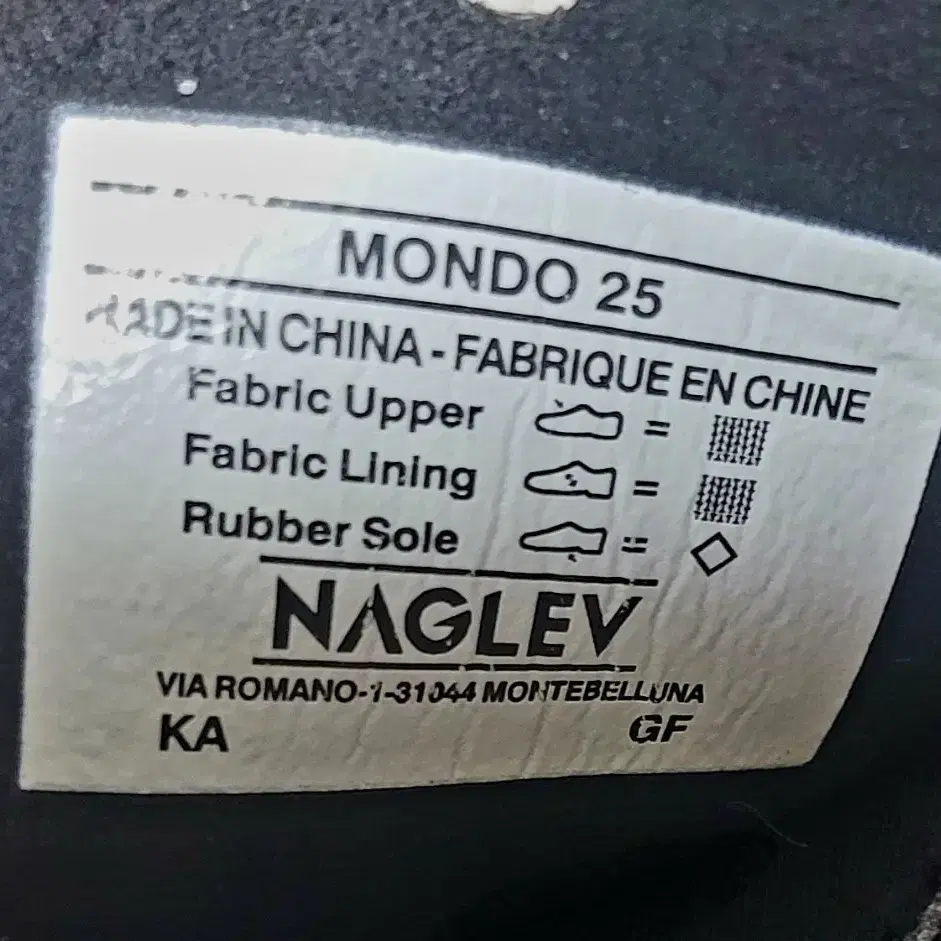 MONDO 25
MADE IN CHINA - FABRIQUE EN CHINE
Fabric Upper =
Fabric Lining =
Rubber Sole =
NAGLEV
VIA ROMANO-1-31044 MONTEBELLUNA
KA GF